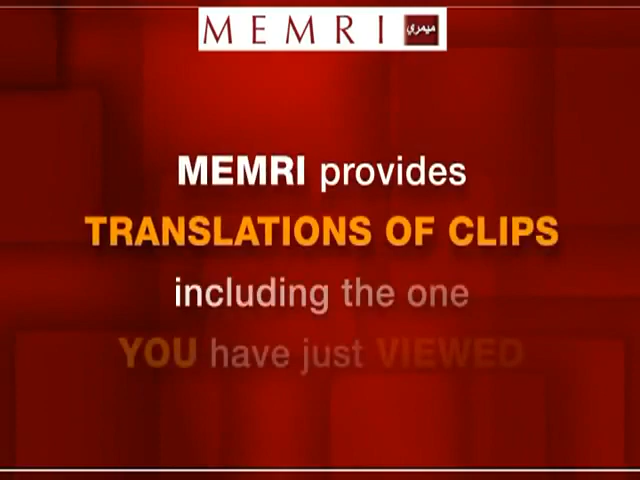 MEMRI ميمري
MEMRI provides
TRANSLATIONS OF CLIPS
including the one
YOU have just VIEWED